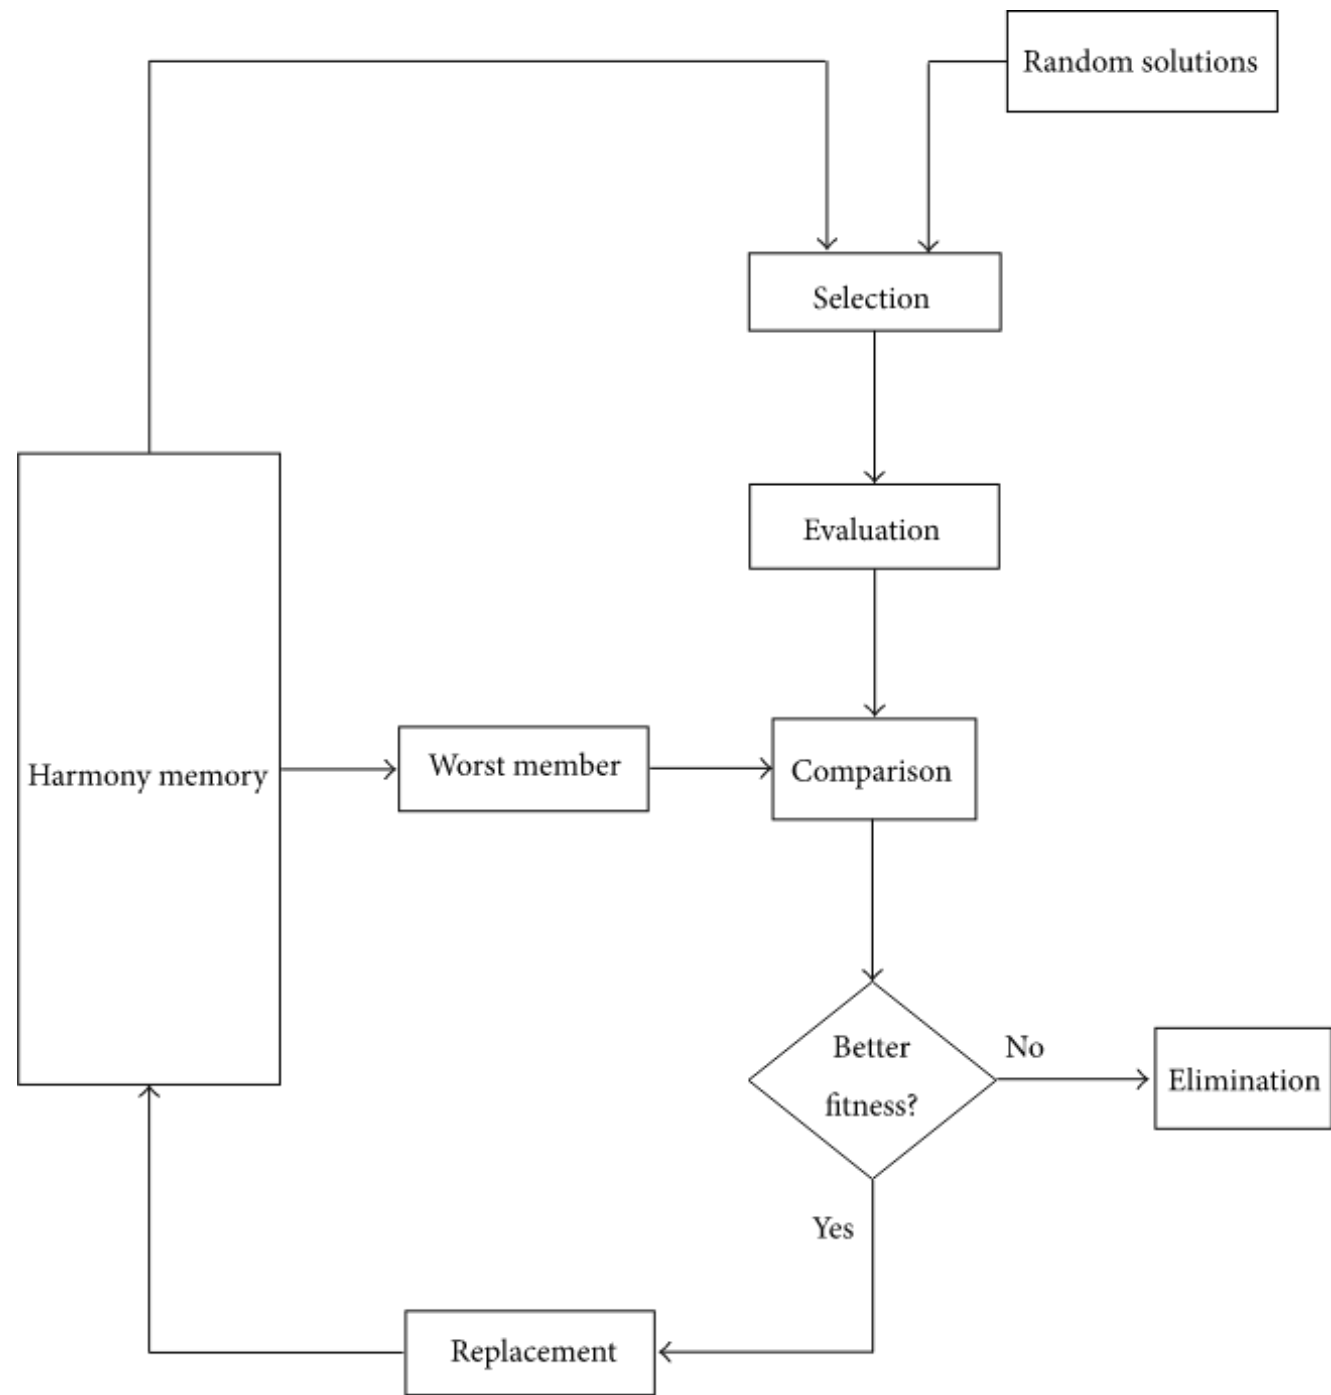 Random solutions
Selection
Evaluation
Harmony memory
Worst member
Comparison
Better
fitness?
No
Elimination
Yes
Replacement